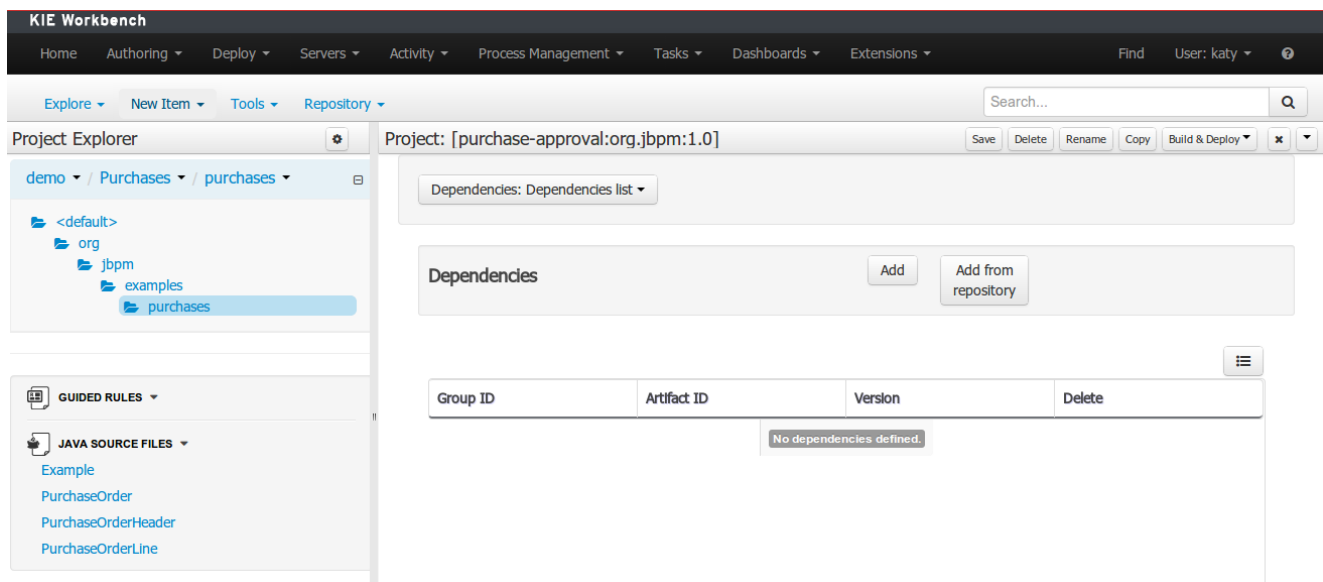 KIE Workbench
Home Authoring Deploy Servers Activity Process Management Tasks Dashboards Extensions Find User: katy
Explore New Item Tools Repository Search...
Project Explorer Project: [purchase-approval:org.jbpm:1.0] Save Delete Rename Copy Build & Deploy
demo / Purchases / purchases
Dependencies: Dependencies list
<default>
org
jbpm
examples
purchases
Dependencies Add Add from
repository
Group ID Artifact ID Version Delete
No dependencies defined.
GUIDED RULES
JAVA SOURCE FILES
Example
PurchaseOrder
PurchaseOrderHeader
PurchaseOrderLine